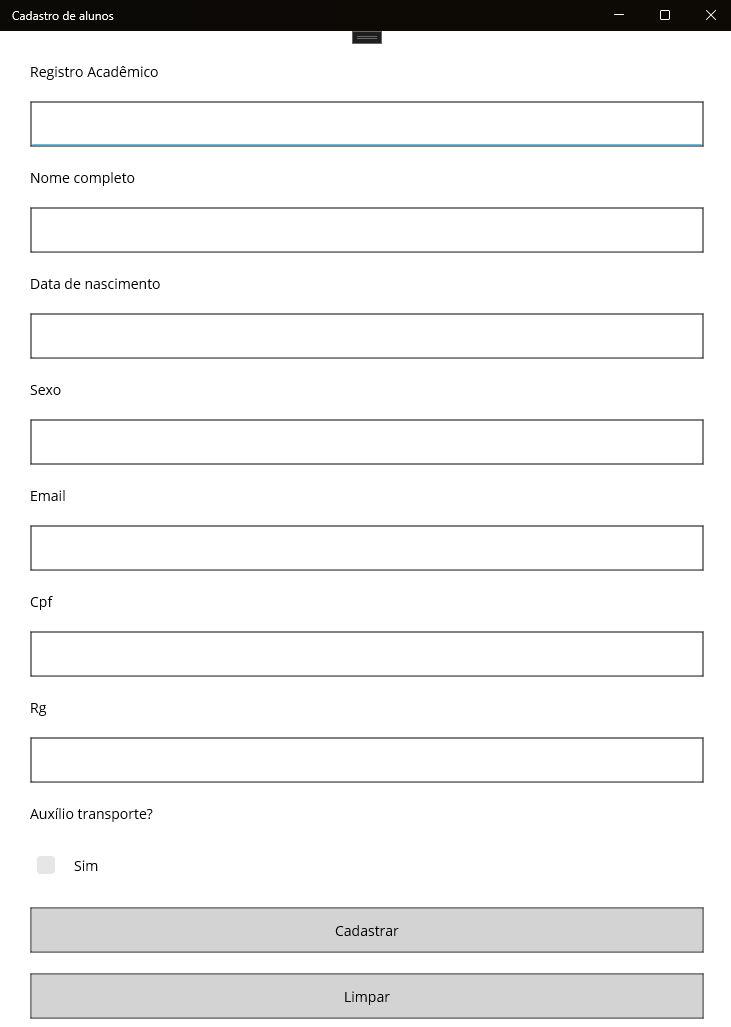 Cadastro de alunos
Registro Acadêmico
Nome completo
Data de nascimento
Sexo
Email
Cpf
Rg
Auxílio transporte?
Sim
Cadastrar
Limpar